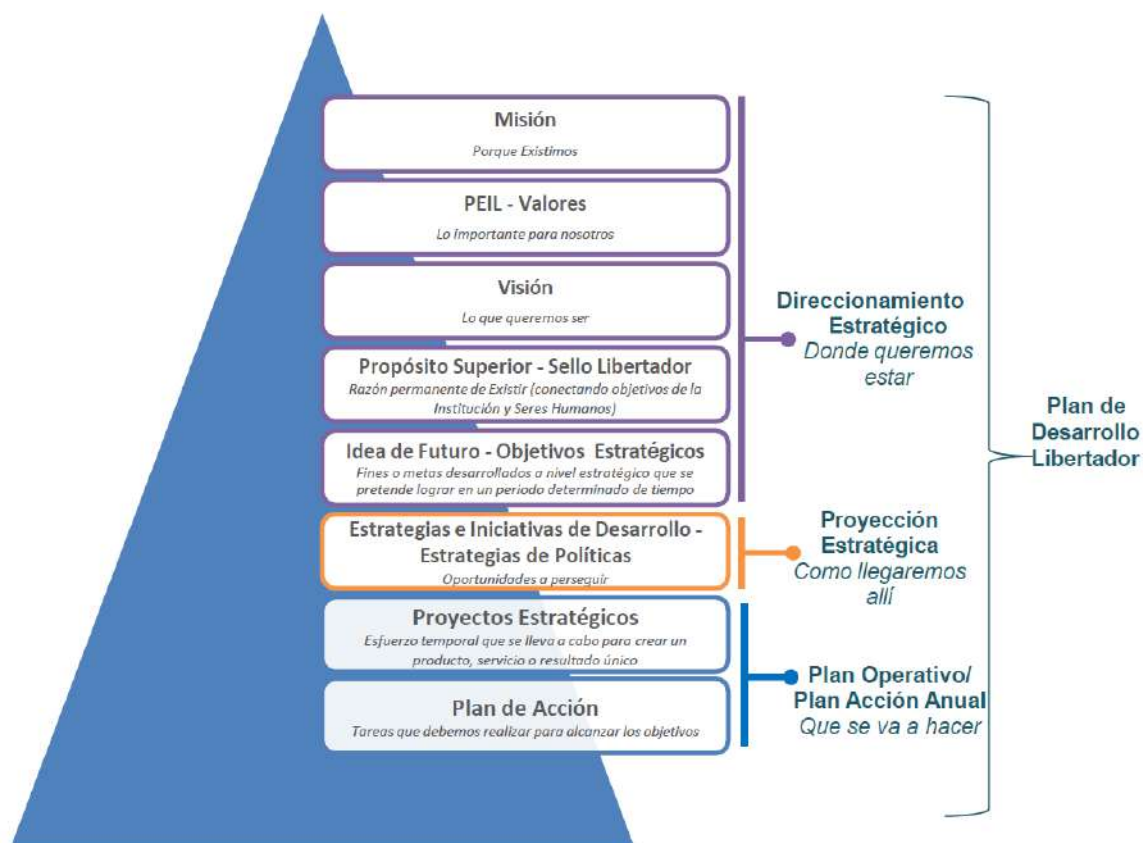 Misión
Porque Existimos
PEIL - Valores
Lo importante para nosotros
Visión
Lo que queremos ser
Propósito Superior - Sello Libertador
Razón permanente de Existir (conectando objetivos de la
Institución y Seres Humanos)
Idea de Futuro - Objetivos Estratégicos
Fines o metas desarrollados a nivel estratégico que se
pretende lograr en un periodo determinado de tiempo
Estrategias e Iniciativas de Desarrollo -
Estrategias de Políticas
Oportunidades a perseguir
Proyectos Estratégicos
Esfuerzo temporal que se lleva a cabo para crear un
producto, servicio o resultado único
Plan de Acción
Tareas que debemos realizar para alcanzar los objetivos
Direccionamiento
Estratégico
Donde queremos
estar
Proyección
Estratégica
Como llegaremos
allí
Plan Operativo/
Plan Acción Anual
Que se va a hacer
Plan de
Desarrollo
Libertador